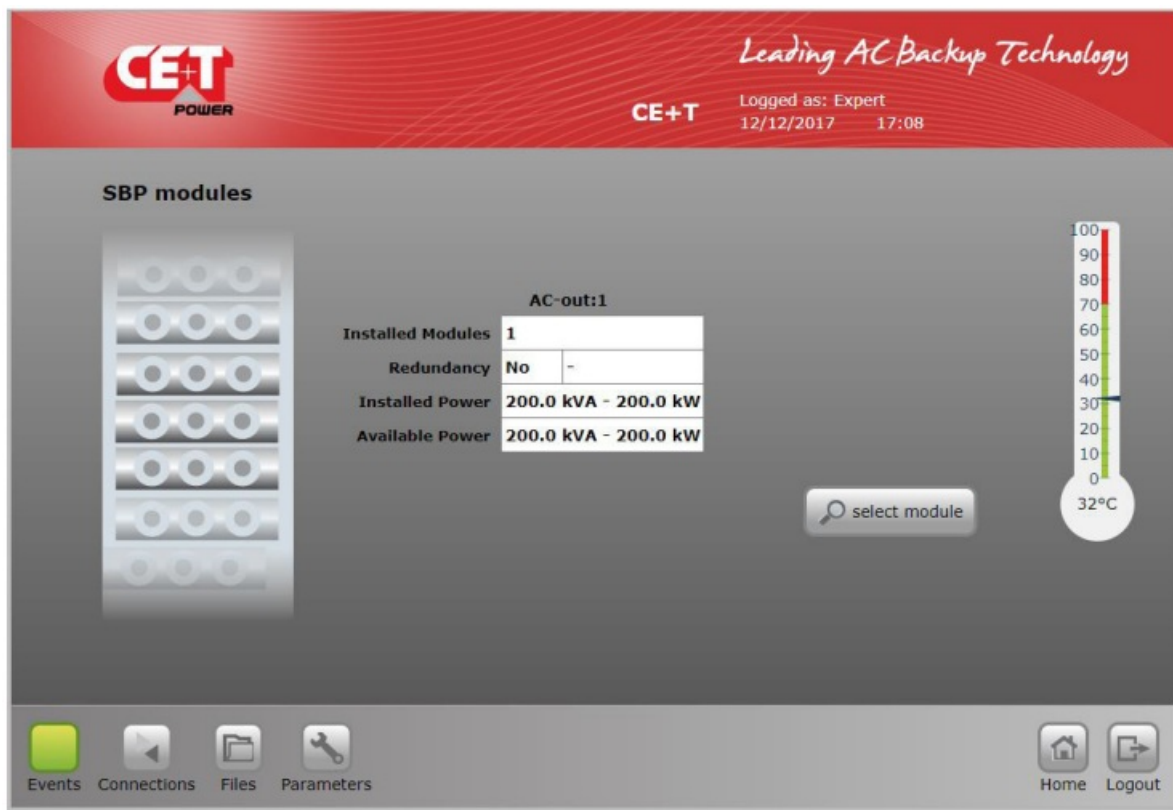 CE+T
POWER
Leading AC Backup Technology
CE+T
Logged as: Expert
12/12/2017 17:08
SBP modules
AC-out:1
Installed Modules 1
Redundancy No -
Installed Power 200.0 kVA - 200.0 kW
Available Power 200.0 kVA - 200.0 kW
select module
100
90
80
70
60
50
40
30
20
10
0
32°C
Events Connections Files Parameters Home Logout